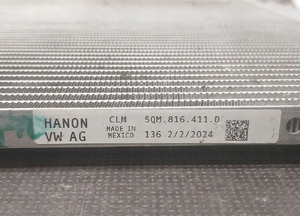 HANON CLM 5QM.816.411.D
VW AG MADE IN MEXICO 136 2/2/2024